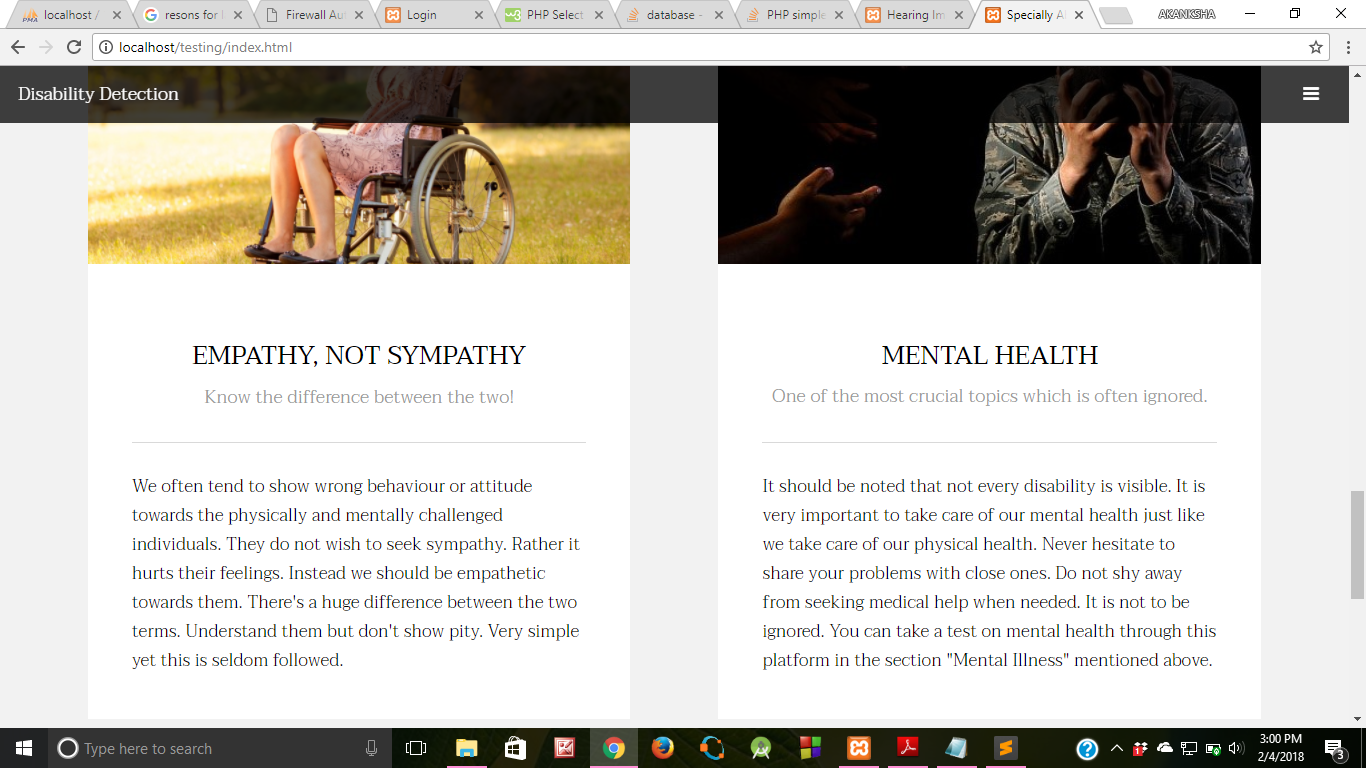 localhost /
resons for
Firewall Au
Login
PHP Select
database -
PHP simple
Hearing Im
Specially A
AKANKSHA
localhost/testing/index.html
Disability Detection
EMPATHY, NOT SYMPATHY
Know the difference between the two!
We often tend to show wrong behaviour or attitude
towards the physically and mentally challenged
individuals. They do not wish to seek sympathy. Rather it
hurts their feelings. Instead we should be empathetic
towards them. There's a huge difference between the two
terms. Understand them but don't show pity. Very simple
yet this is seldom followed.
MENTAL HEALTH
One of the most crucial topics which is often ignored.
It should be noted that not every disability is visible. It is
very important to take care of our mental health just like
we take care of our physical health. Never hesitate to
share your problems with close ones. Do not shy away
from seeking medical help when needed. It is not to be
ignored. You can take a test on mental health through this
platform in the section "Mental Illness" mentioned above.
Type here to search
3:00 PM
2/4/2018
3